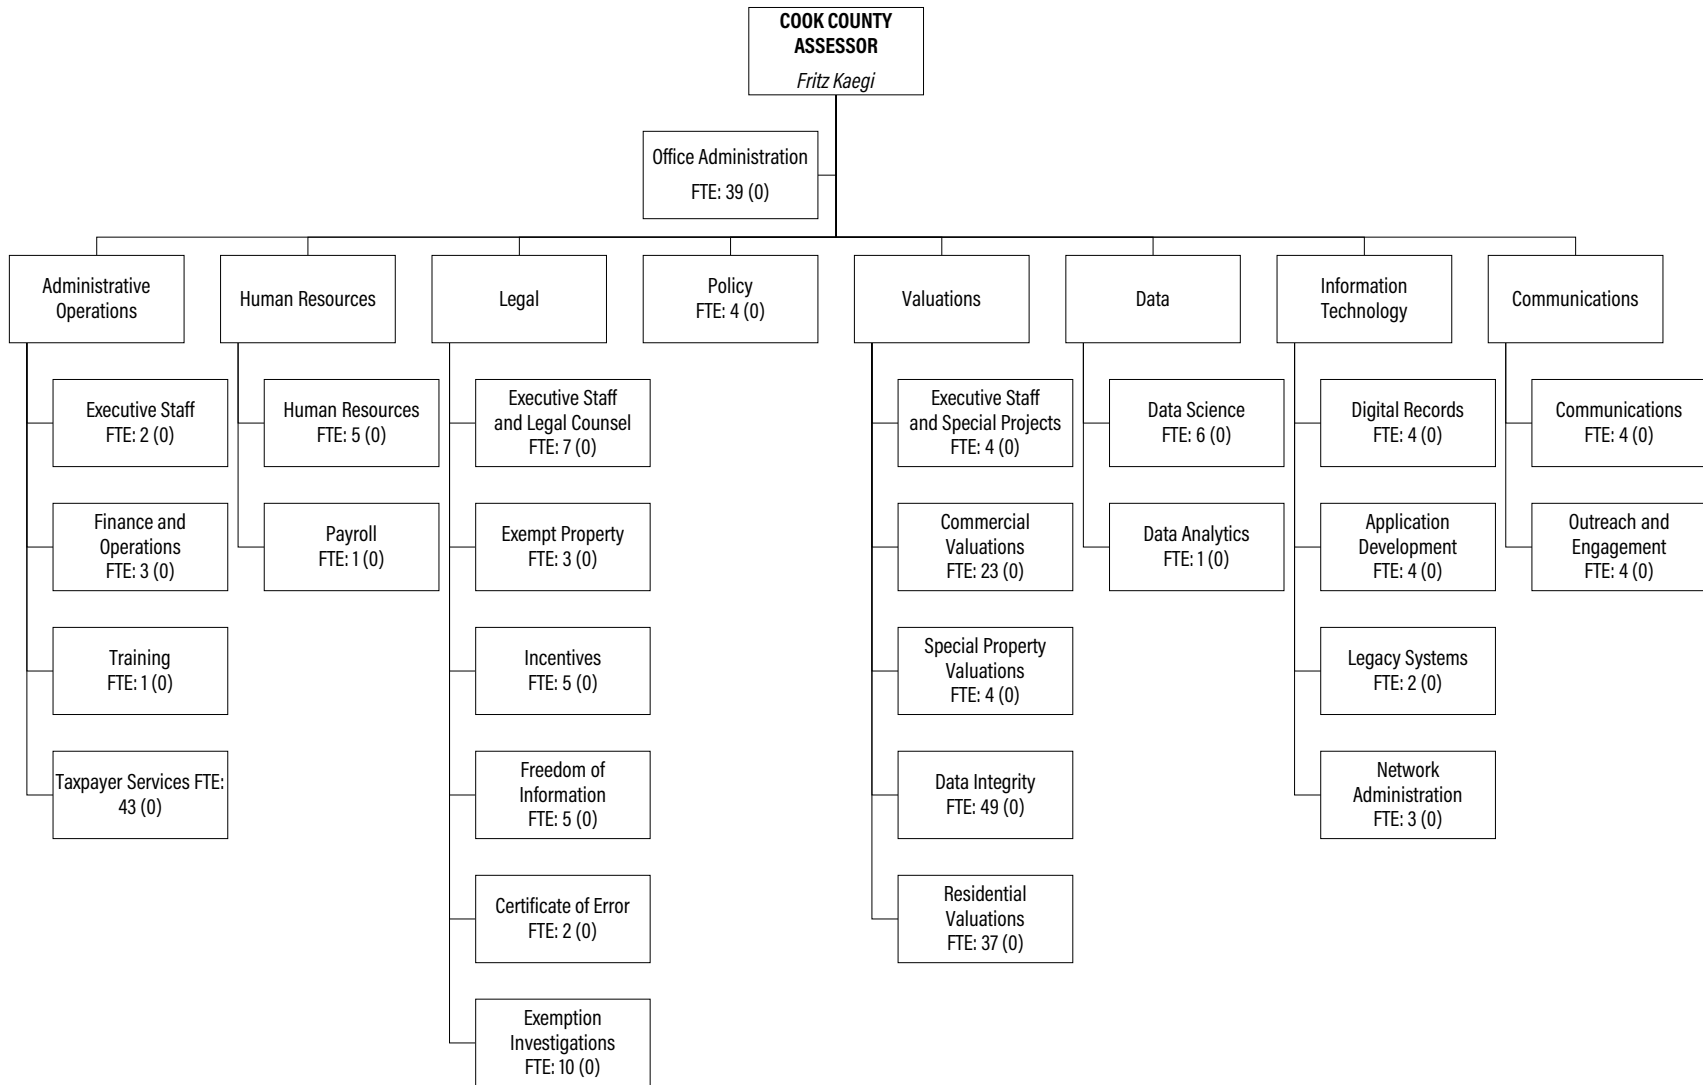 COOK COUNTY
ASSESSOR
Fritz Kaegi
Office Administration
FTE: 39 (0)
Administrative
Operations
Executive Staff
FTE: 2 (0)
Finance and
Operations
FTE: 3 (0)
Training
FTE: 1 (0)
Taxpayer Services FTE:
43 (0)
Human Resources
Human Resources
FTE: 5 (0)
Payroll
FTE: 1 (0)
Legal
Executive Staff
and Legal Counsel
FTE: 7 (0)
Exempt Property
FTE: 3 (0)
Incentives
FTE: 5 (0)
Freedom of
Information
FTE: 5 (0)
Certificate of Error
FTE: 2 (0)
Exemption
Investigations
FTE: 10 (0)
Policy
FTE: 4 (0)
Valuations
Executive Staff
and Special Projects
FTE: 4 (0)
Commercial
Valuations
FTE: 23 (0)
Special Property
Valuations
FTE: 4 (0)
Data Integrity
FTE: 49 (0)
Residential
Valuations
FTE: 37 (0)
Data
Data Science
FTE: 6 (0)
Data Analytics
FTE: 1 (0)
Information
Technology
Digital Records
FTE: 4 (0)
Application
Development
FTE: 4 (0)
Legacy Systems
FTE: 2 (0)
Network
Administration
FTE: 3 (0)
Communications
Communications
FTE: 4 (0)
Outreach and
Engagement
FTE: 4 (0)